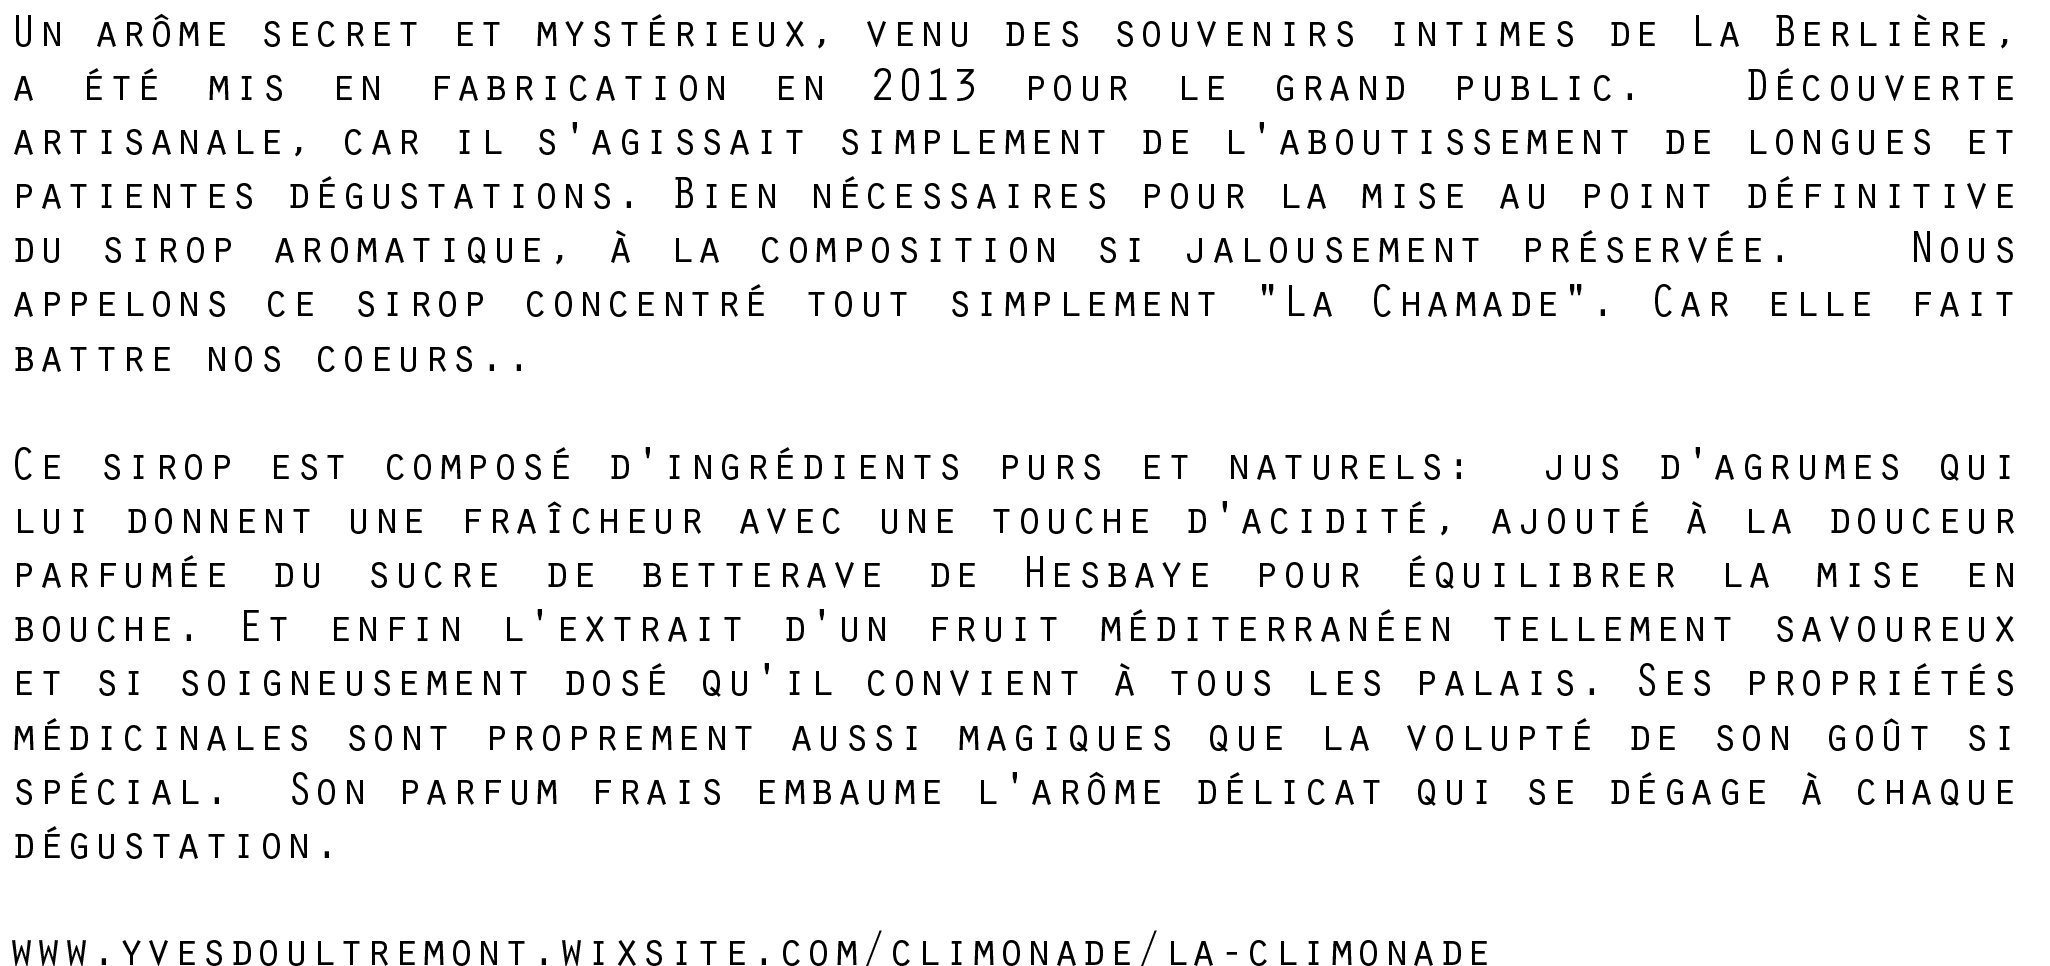 Un arôme secret et mystérieux, venu des souvenirs intimes de La Berlière,
a été mis en fabrication en 2013 pour le grand public. Découverte
artisanale, car il s'agissait simplement de l'aboutissement de longues et
patientes dégustations. Bien nécessaires pour la mise au point définitive
du sirop aromatique, à la composition si jalousement préservée. Nous
appelons ce sirop concentré tout simplement "La Chamade". Car elle fait
battre nos coeurs..
Ce sirop est composé d'ingrédients purs et naturels: jus d'agrumes qui
lui donnent une fraîcheur avec une touche d'acidité, ajouté à la douceur
parfumée du sucre de betterave de Hesbaye pour équilibrer la mise en
bouche. Et enfin l'extrait d'un fruit méditerranéen tellement savoureux
et si soigneusement dosé qu'il convient à tous les palais. Ses propriétés
médicinales sont proprement aussi magiques que la volupté de son goût si
spécial. Son parfum frais embaume l'arôme délicat qui se dégage à chaque
dégustation.
www.yvesdoultremont.wixsite.com/climonade/la-climonade